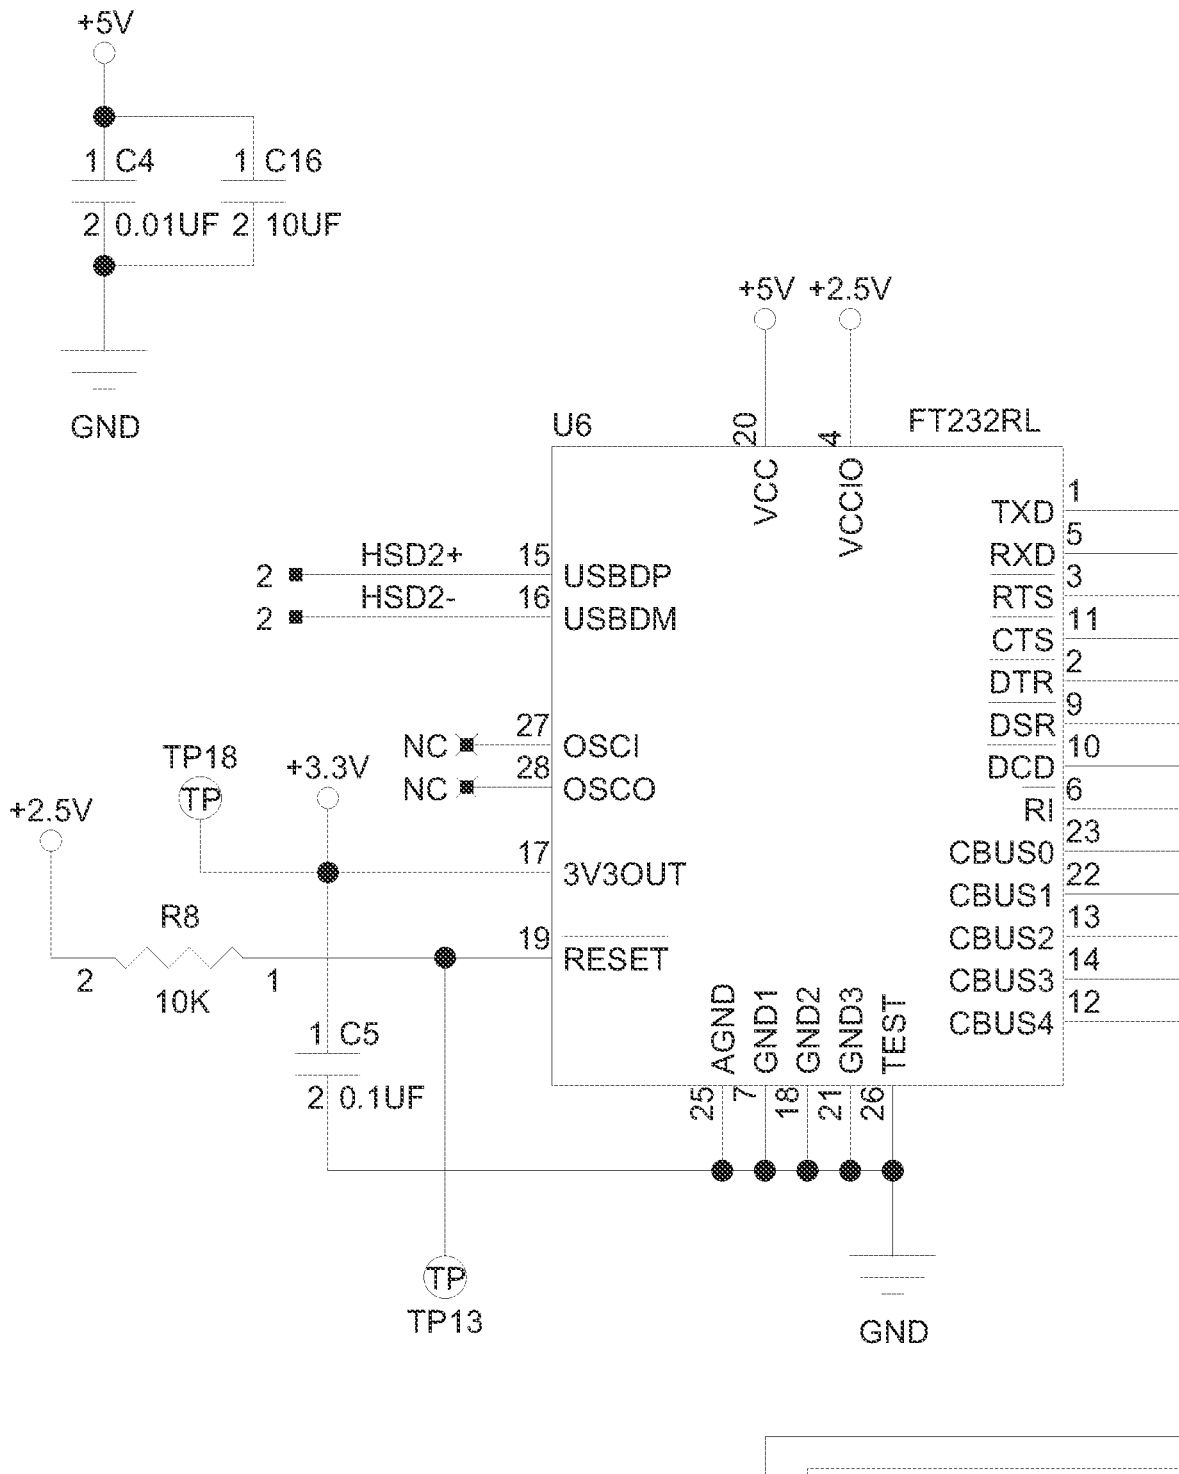 +5V
1 C4
1 C16
2 0.01UF
2 10UF
GND
+5V +2.5V
U6
20
4
FT232RL
VCC
VCCIO
TXD 1
RXD 5
RTS 3
CTS 11
DTR 2
DSR 9
DCD 10
RI 6
CBUS0 23
CBUS1 22
CBUS2 13
CBUS3 14
CBUS4 12
2 HSD2+ 15 USBDP
2 HSD2- 16 USBDM
NC 27 OSCI
NC 28 OSCO
TP18
TP
+3.3V
+2.5V
17 3V3OUT
R8
2 1
10K
19 RESET
1 C5
2 0.1UF
AGND
GND1
GND2
GND3
TEST
25
7
18
21
26
TP
TP13
GND